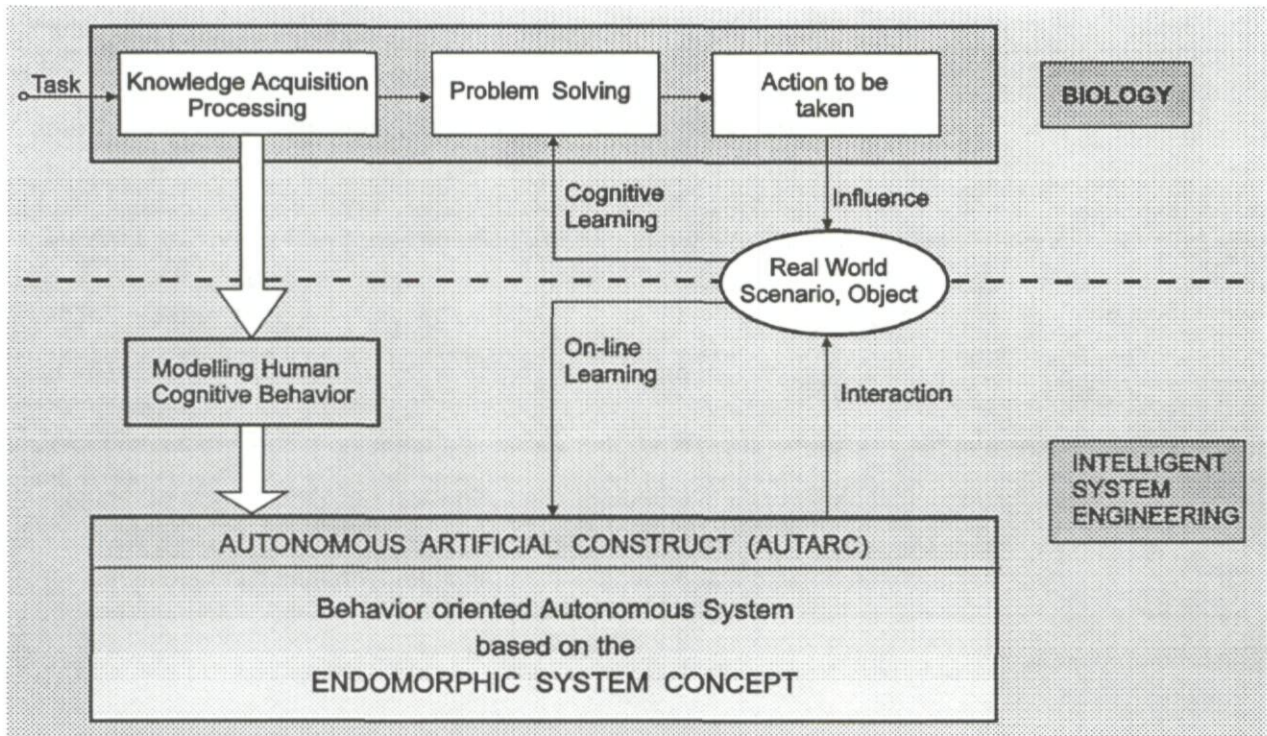 Task
Knowledge Acquisition
Processing
Problem Solving
Action to be
taken
BIOLOGY
Cognitive
Learning
Influence
Real World
Scenario, Object
Modelling Human
Cognitive Behavior
On-line
Learning
Interaction
INTELLIGENT
SYSTEM
ENGINEERING
AUTONOMOUS ARTIFICIAL CONSTRUCT (AUTARC)
Behavior oriented Autonomous System
based on the
ENDOMORPHIC SYSTEM CONCEPT